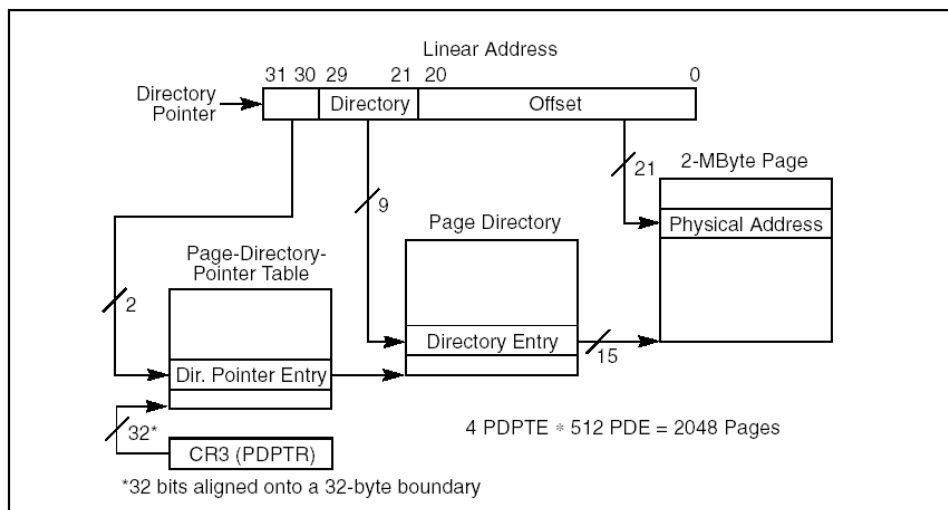 Linear Address
31 30 29 21 20 0
Directory
Pointer
Directory
Offset
21
2-MByte Page
9
Page Directory
Physical Address
Page-Directory-
Pointer Table
2
Directory Entry
15
Dir. Pointer Entry
32*
4 PDPTE * 512 PDE = 2048 Pages
CR3 (PDPTR)
*32 bits aligned onto a 32-byte boundary